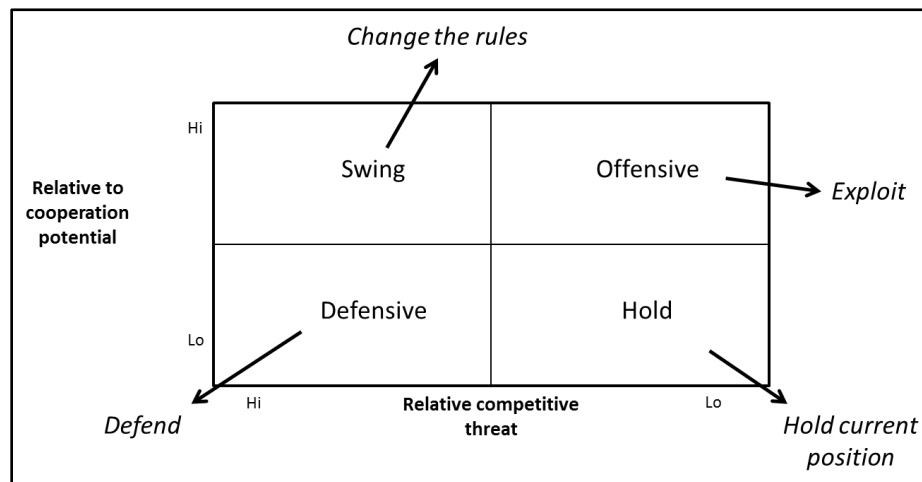 Change the rules
Hi
Swing
Offensive
Relative to
cooperation
potential
Exploit
Defensive
Hold
Lo
Hi
Relative competitive
threat
Lo
Defend
Hold current
position